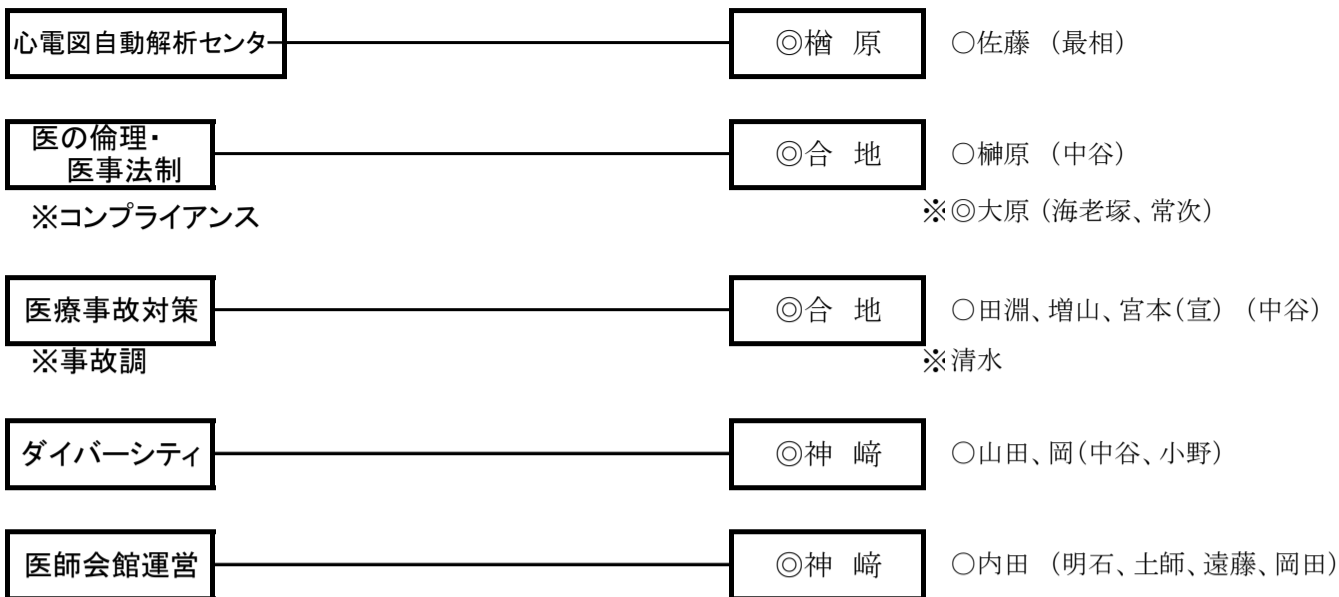 心電図自動解析センター ◎楢 原 ○佐藤 (最相)
医の倫理・
医事法制 ◎合 地 ○榊原 (中谷)
※コンプライアンス ※◎大原 (海老塚、常次)
医療事故対策 ◎合 地 ○田淵、増山、宮本(宣) (中谷)
※事故調 ※清水
ダイバーシティ ◎神 﨑 ○山田、岡(中谷、小野)
医師会館運営 ◎神 﨑 ○内田 (明石、土師、遠藤、岡田)